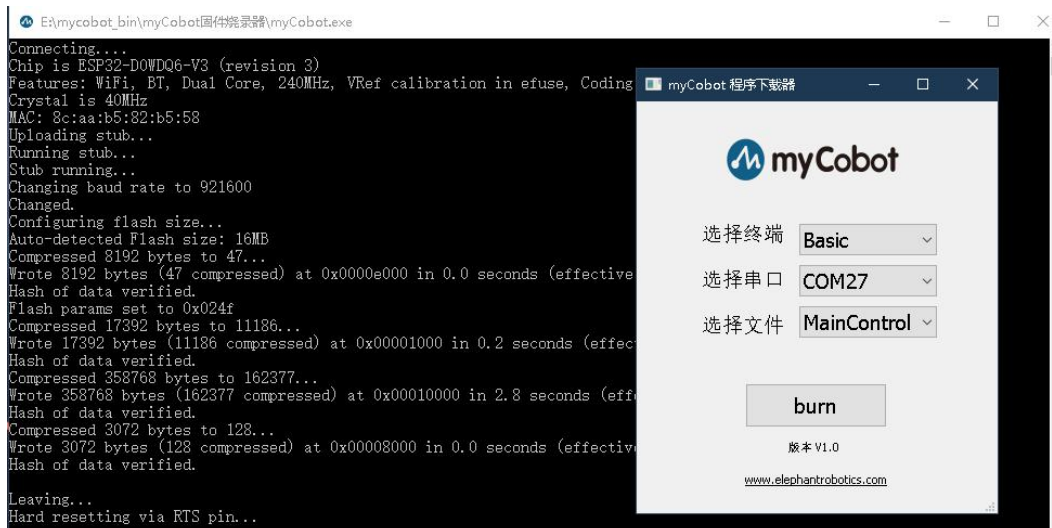 E:\mycobot_bin\myCobot固件烧录器\myCobot.exe
Connecting....
Chip is ESP32-D0WDQ6-V3 (revision 3)
Features: WiFi, BT, Dual Core, 240MHz, VRef calibration in efuse, Coding
Crystal is 40MHz
MAC: 8c:aa:b5:82:b5:58
Uploading stub...
Running stub...
Stub running...
Changing baud rate to 921600
Changed.
Configuring flash size...
Auto-detected Flash size: 16MB
Compressed 8192 bytes to 47...
Wrote 8192 bytes (47 compressed) at 0x0000e000 in 0.0 seconds (effective
Hash of data verified.
Flash params set to 0x024f
Compressed 17392 bytes to 11186...
Wrote 17392 bytes (11186 compressed) at 0x00001000 in 0.2 seconds (effec
Hash of data verified.
Compressed 358768 bytes to 162377...
Wrote 358768 bytes (162377 compressed) at 0x00010000 in 2.8 seconds (effe
Hash of data verified.
Compressed 3072 bytes to 128...
Wrote 3072 bytes (128 compressed) at 0x00008000 in 0.0 seconds (effectiv
Hash of data verified.
Leaving...
Hard resetting via RTS pin...
myCobot 程序下载器
myCobot
选择终端 Basic
选择串口 COM27
选择文件 MainControl
burn
版本 V1.0
www.elephantrobotics.com